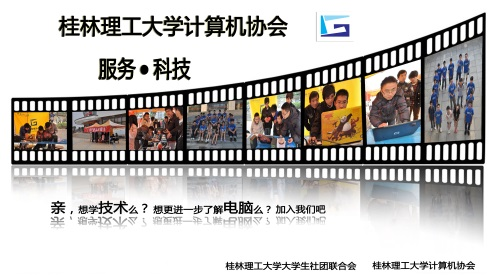 桂林理工大学计算机协会
服务•科技
亲，想学技术么？想更进一步了解电脑么？加入我们吧
桂林理工大学大学生社团联合会 桂林理工大学计算机协会